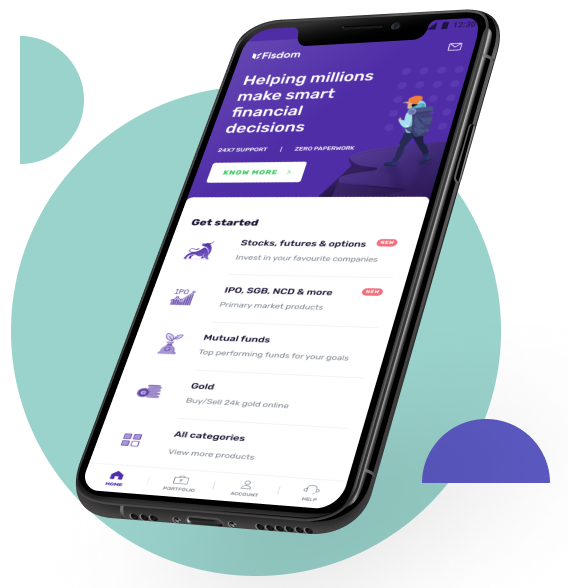 12:30
Fisdom
Helping millions
make smart
financial
decisions
24X7 SUPPORT | ZERO PAPERWORK
KNOW MORE >
Get started
Stocks, futures & options NEW
Invest in your favourite companies
IPO
IPO, SGB, NCD & more NEW
Primary market products
Mutual funds
Top performing funds for your goals
Gold
Buy/Sell 24k gold online
All categories
View more products
HOME PORTFOLIO ACCOUNT HELP